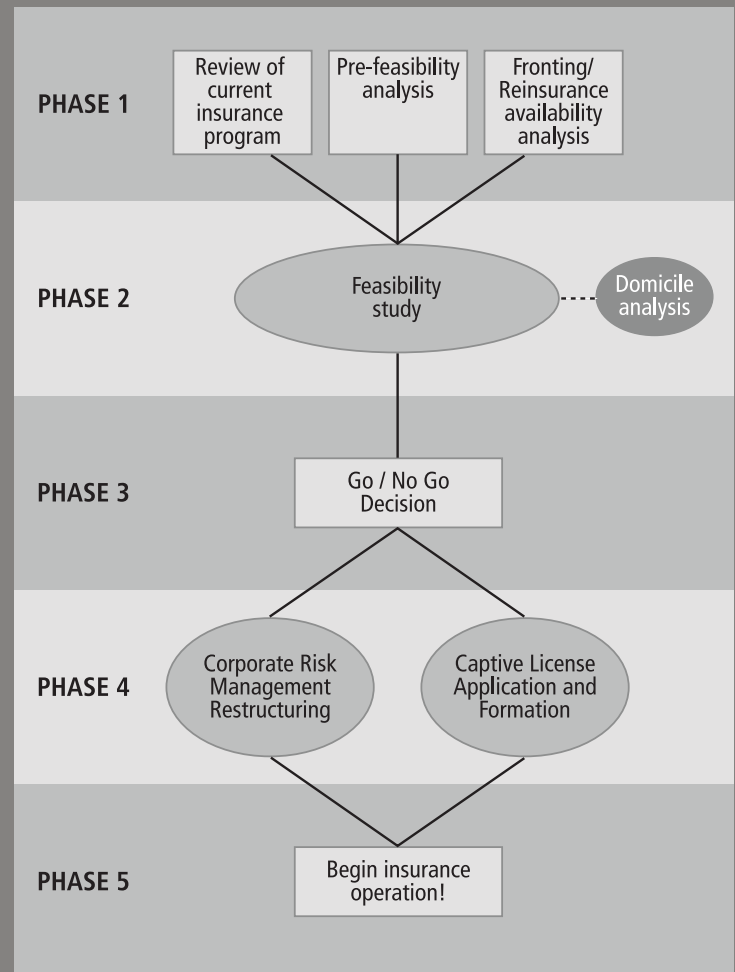 PHASE 1
Review of
current
insurance
program
Pre-feasibility
analysis
Fronting/
Reinsurance
availability
analysis
PHASE 2
Feasibility
study
Domicile
analysis
PHASE 3
Go / No Go
Decision
PHASE 4
Corporate Risk
Management
Restructuring
Captive License
Application and
Formation
PHASE 5
Begin insurance
operation!